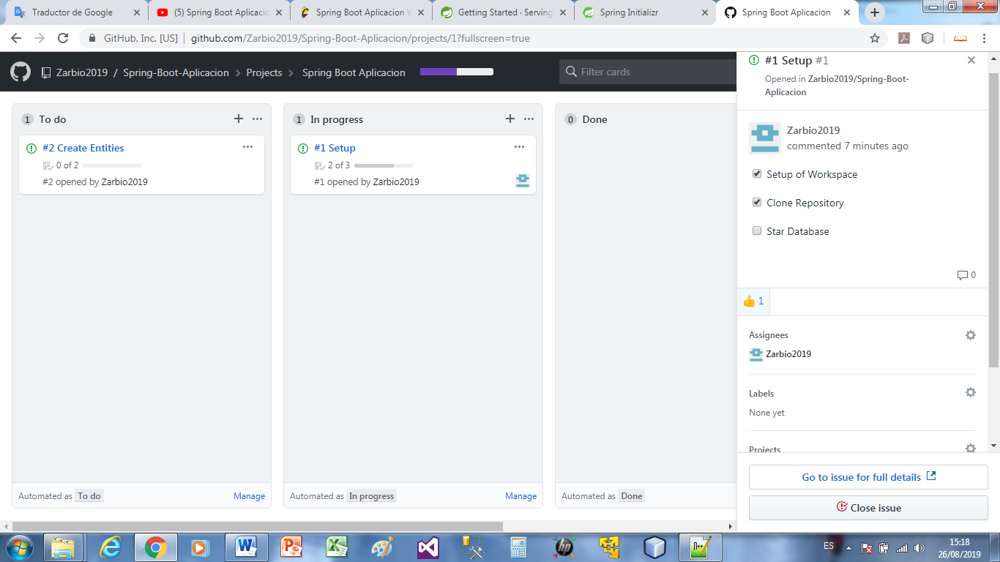 Traductor de Google
(5) Spring Boot Aplicacio
Spring Boot Aplicacion W
Getting Started · Serving
Spring Initializr
Spring Boot Aplicacion
GitHub, Inc. [US]
github.com/Zarbio2019/Spring-Boot-Aplicacion/projects/1?fullscreen=true
Zarbio2019 / Spring-Boot-Aplicacion
Projects
Spring Boot Aplicacion
Filter cards
1 To do
#2 Create Entities
0 of 2
#2 opened by Zarbio2019
Automated as To do
Manage
1 In progress
#1 Setup
2 of 3
#1 opened by Zarbio2019
Automated as In progress
Manage
0 Done
Automated as Done
#1 Setup #1
Opened in Zarbio2019/Spring-Boot-
Aplicacion
Zarbio2019
commented 7 minutes ago
Setup of Workspace
Clone Repository
Star Database
0
1
Assignees
Zarbio2019
Labels
None yet
Projects
Go to issue for full details
Close issue
ES
15:18
26/08/2019